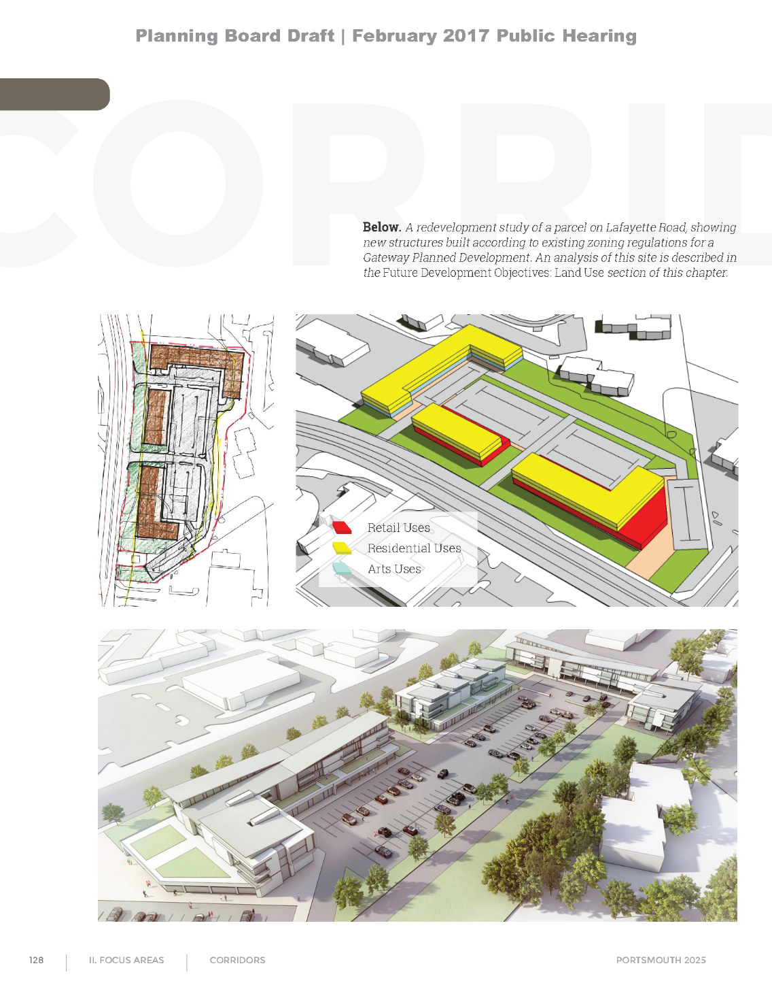 Planning Board Draft | February 2017 Public Hearing
CORRID
Below. A redevelopment study of a parcel on Lafayette Road, showing
new structures built according to existing zoning regulations for a
Gateway Planned Development. An analysis of this site is described in
the Future Development Objectives: Land Use section of this chapter.
Retail Uses
Residential Uses
Arts Uses
128
II. FOCUS AREAS
CORRIDORS
PORTSMOUTH 2025